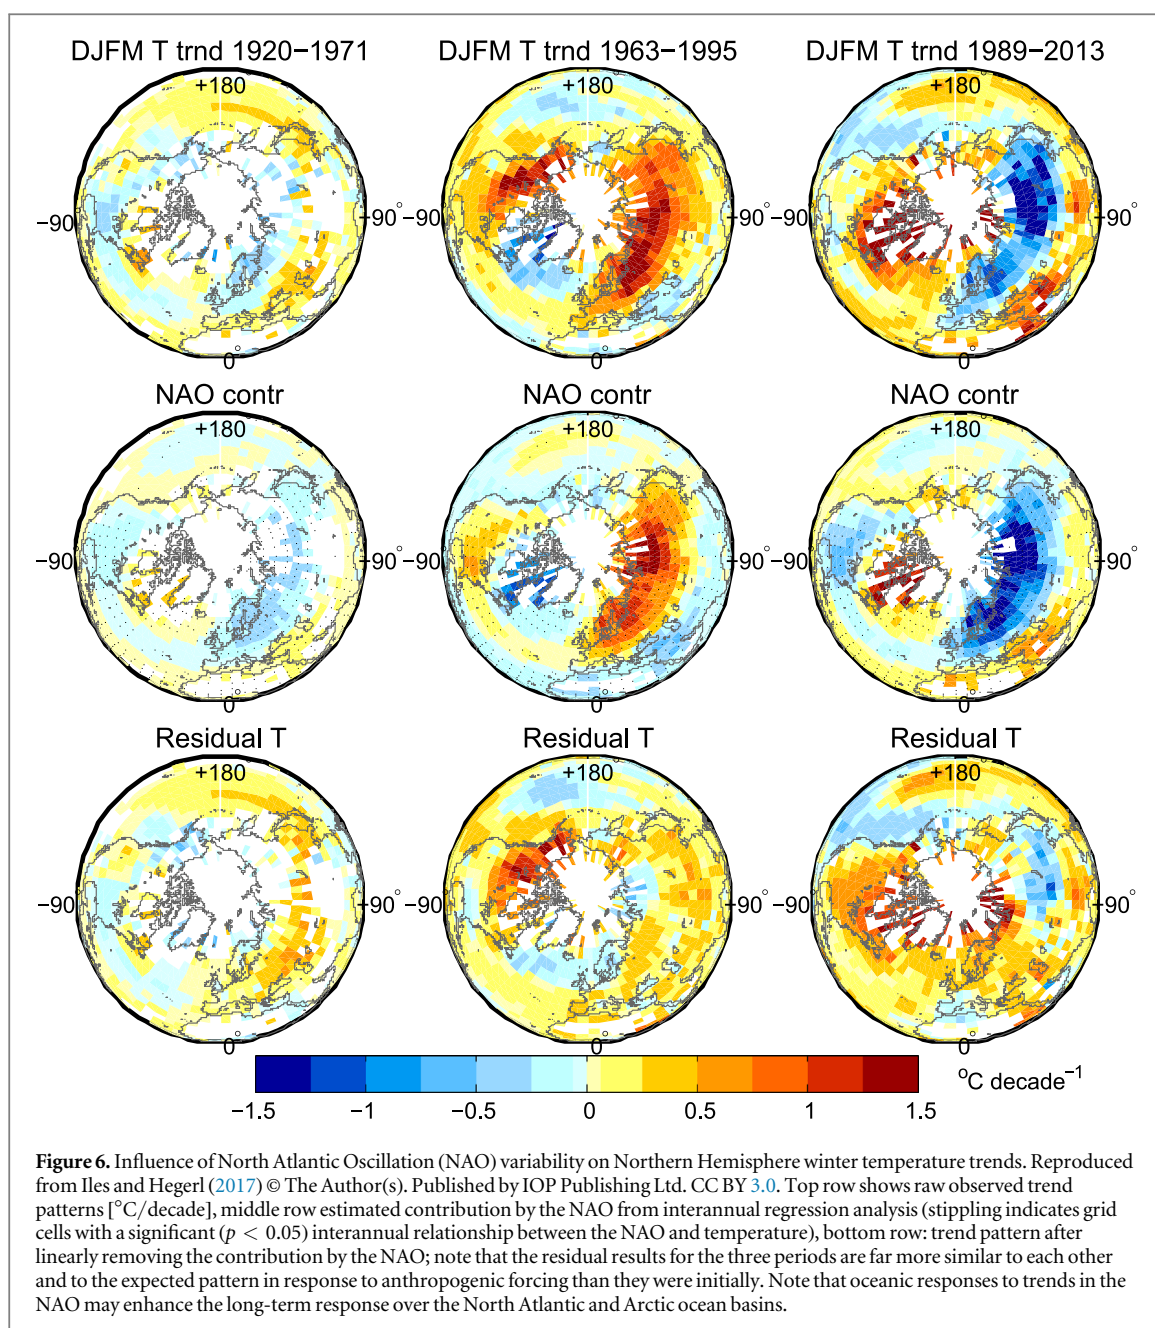 DJFM T trnd 1920−1971 DJFM T trnd 1963−1995 DJFM T trnd 1989−2013
+180 +180 +180
−90 +90° −90 +90° −90 +90°
0° 0° 0°
NAO contr NAO contr NAO contr
+180 +180 +180
−90 +90° −90 +90° −90 +90°
0° 0° 0°
Residual T Residual T Residual T
+180 +180 +180
−90 +90° −90 +90° −90 +90°
0° 0° 0°
°C decade⁻¹
−1.5 −1 −0.5 0 0.5 1 1.5
Figure 6. Influence of North Atlantic Oscillation (NAO) variability on Northern Hemisphere winter temperature trends. Reproduced
from Iles and Hegerl (2017) © The Author(s). Published by IOP Publishing Ltd. CC BY 3.0. Top row shows raw observed trend
patterns [°C/decade], middle row estimated contribution by the NAO from interannual regression analysis (stippling indicates grid
cells with a significant (p < 0.05) interannual relationship between the NAO and temperature), bottom row: trend pattern after
linearly removing the contribution by the NAO; note that the residual results for the three periods are far more similar to each other
and to the expected pattern in response to anthropogenic forcing than they were initially. Note that oceanic responses to trends in the
NAO may enhance the long-term response over the North Atlantic and Arctic ocean basins.